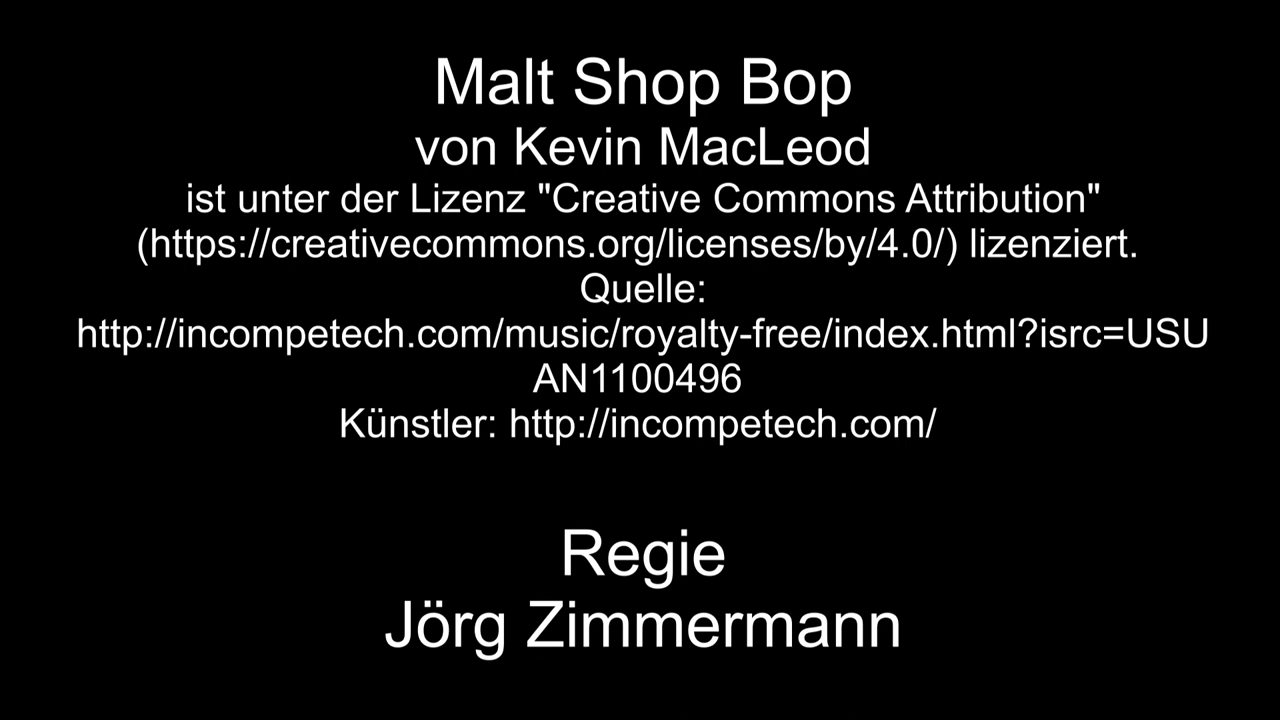 Malt Shop Bop
von Kevin MacLeod
ist unter der Lizenz "Creative Commons Attribution"
(https://creativecommons.org/licenses/by/4.0/) lizenziert.
Quelle:
http://incompetech.com/music/royalty-free/index.html?isrc=USU
AN1100496
Künstler: http://incompetech.com/
Regie
Jörg Zimmermann